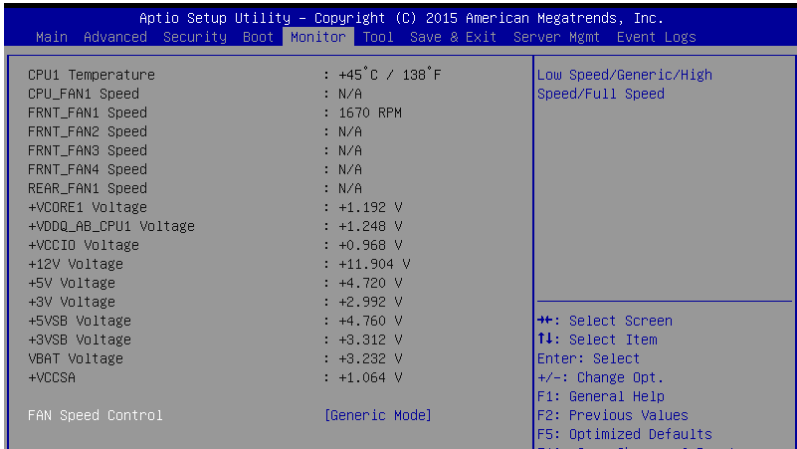 Aptio Setup Utility – Copyright (C) 2015 American Megatrends, Inc.
Main Advanced Security Boot Monitor Tool Save & Exit Server Mgmt Event Logs
CPU1 Temperature : +45°C / 138°F
CPU_FAN1 Speed : N/A
FRNT_FAN1 Speed : 1670 RPM
FRNT_FAN2 Speed : N/A
FRNT_FAN3 Speed : N/A
FRNT_FAN4 Speed : N/A
REAR_FAN1 Speed : N/A
+VCORE1 Voltage : +1.192 V
+VDDQ_AB_CPU1 Voltage : +1.248 V
+VCCIO Voltage : +0.968 V
+12V Voltage : +11.904 V
+5V Voltage : +4.720 V
+3V Voltage : +2.992 V
+5VSB Voltage : +4.760 V
+3VSB Voltage : +3.312 V
VBAT Voltage : +3.232 V
+VCCSA : +1.064 V
FAN Speed Control [Generic Mode]
Low Speed/Generic/High
Speed/Full Speed
→←: Select Screen
↑↓: Select Item
Enter: Select
+/-: Change Opt.
F1: General Help
F2: Previous Values
F5: Optimized Defaults